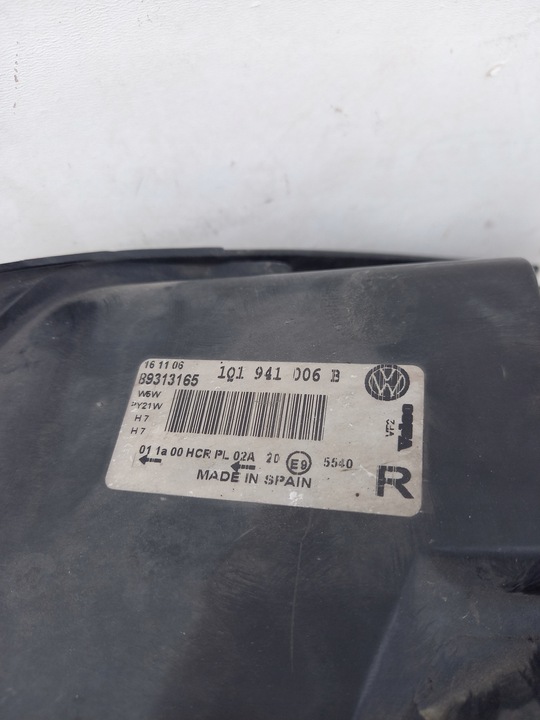 16 11 06
89313165 1Q1 941 006 B
W5W
PY21W
H7
H7
Valeo
01 1a 00 HCR PL 02A 20 E9 5540
MADE IN SPAIN
R